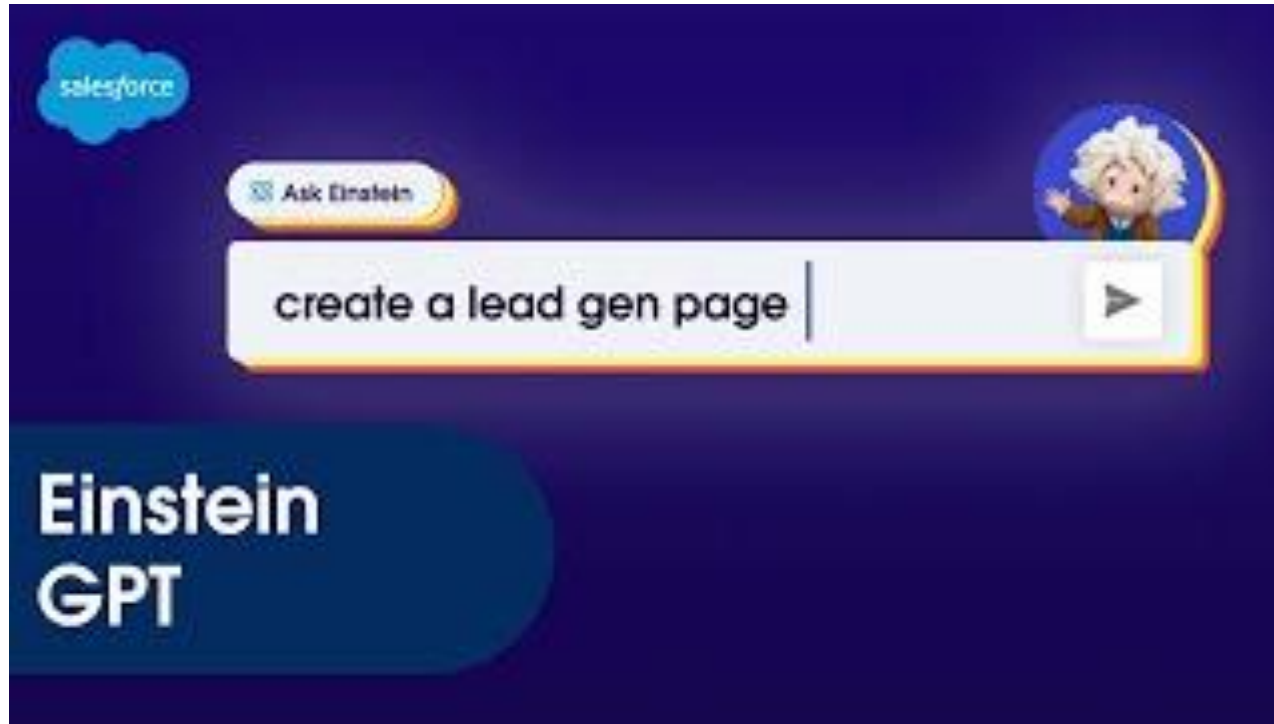 salesforce
Ask Einstein
create a lead gen page
Einstein
GPT